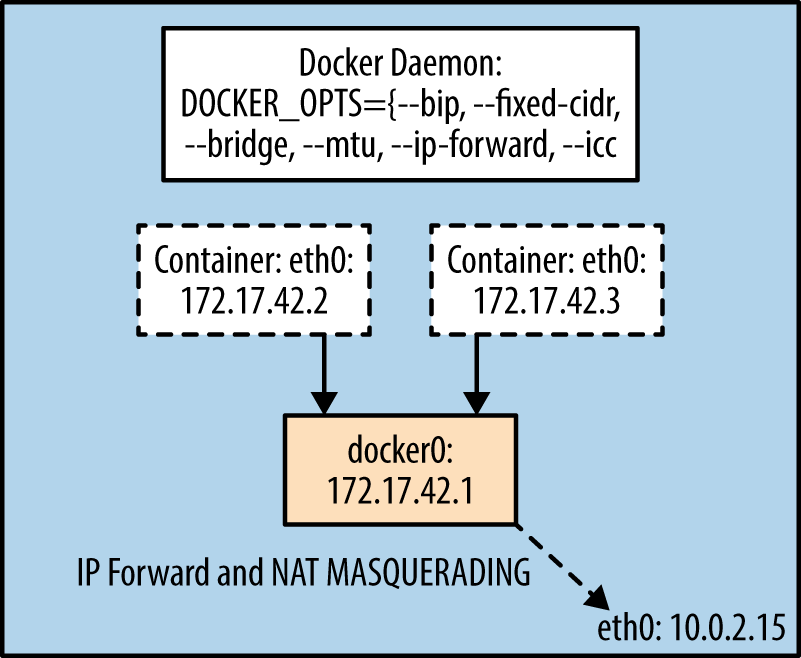 Docker Daemon:
DOCKER_OPTS={--bip, --fixed-cidr,
--bridge, --mtu, --ip-forward, --icc
Container: eth0:
172.17.42.2
Container: eth0:
172.17.42.3
docker0:
172.17.42.1
IP Forward and NAT MASQUERADING
eth0: 10.0.2.15